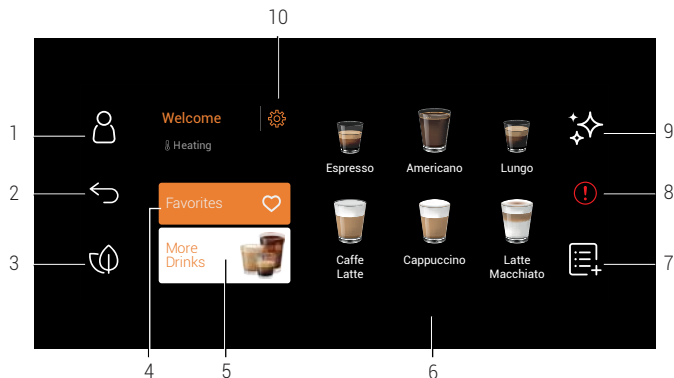 10
1
2
3
Welcome
Heating
Favorites
More
Drinks
Espresso
Americano
Lungo
Caffe
Latte
Cappuccino
Latte
Macchiato
9
8
7
4
5
6